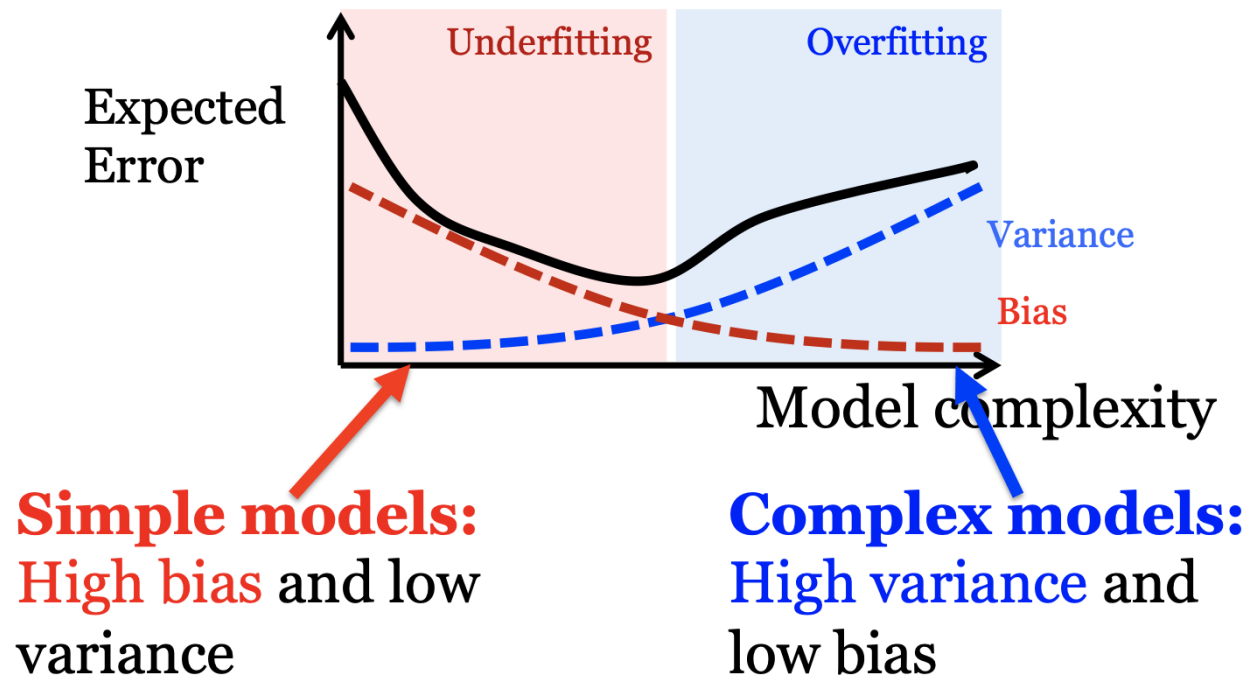 Underfitting
Overfitting
Expected
Error
Variance
Bias
Model complexity
Simple models:
High bias and low
variance
Complex models:
High variance and
low bias